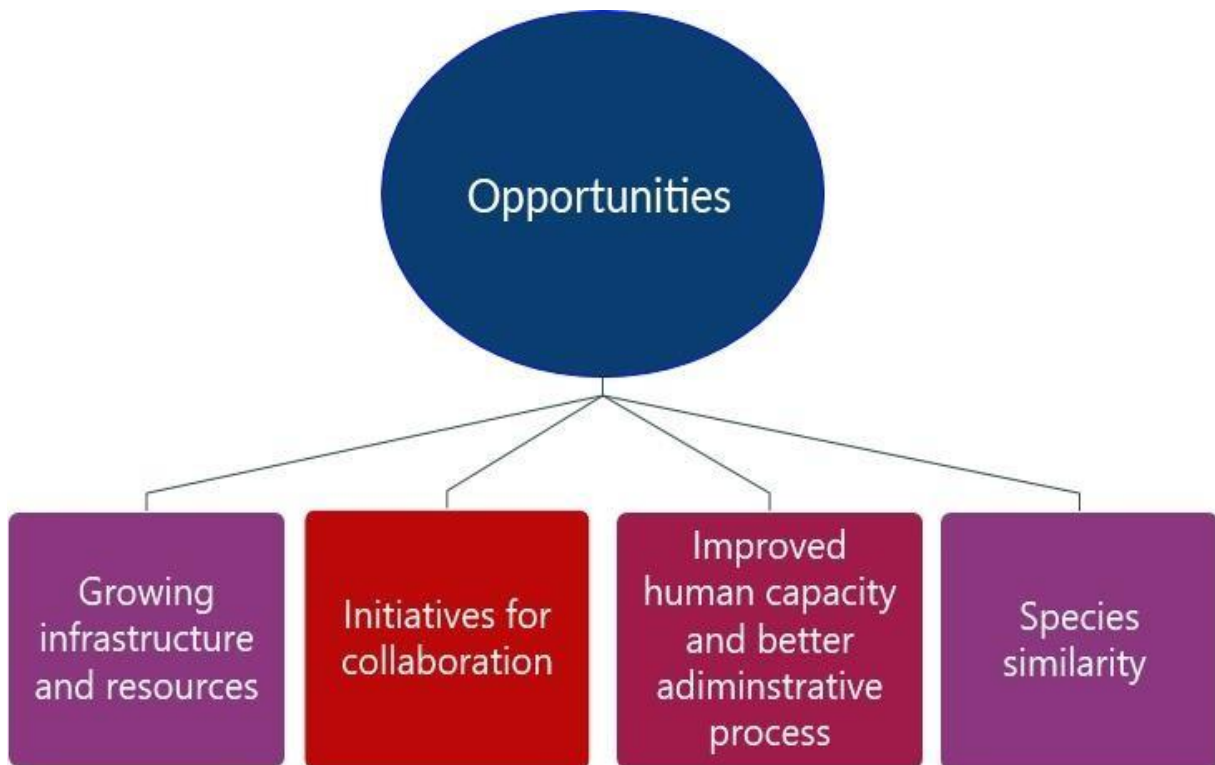 Opportunities
Growing
infrastructure
and resources
Initiatives for
collaboration
Improved
human capacity
and better
adiminstrative
process
Species
similarity